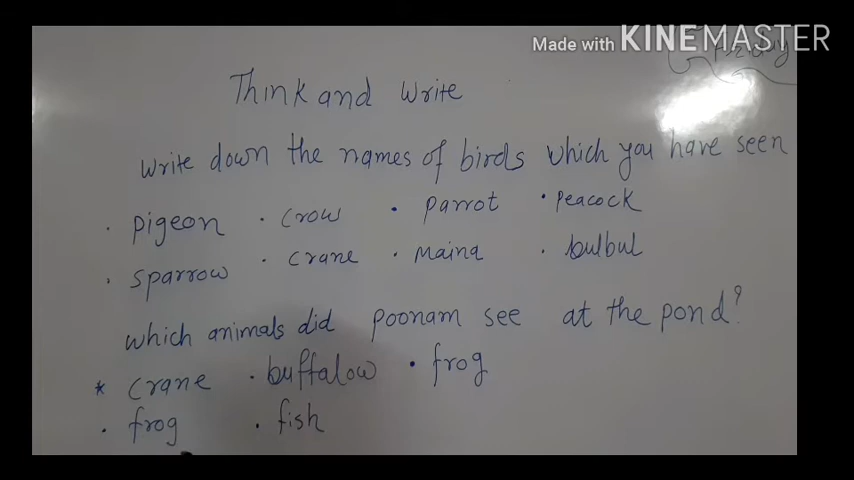 Made with KINEMASTER
Think and Write
Write down the names of birds which you have seen
. pigeon . crow . parrot . Peacock
. sparrow . crane . Maina . bulbul
which animals did poonam see at the pond?
* crane . buffalow . frog
. frog . fish